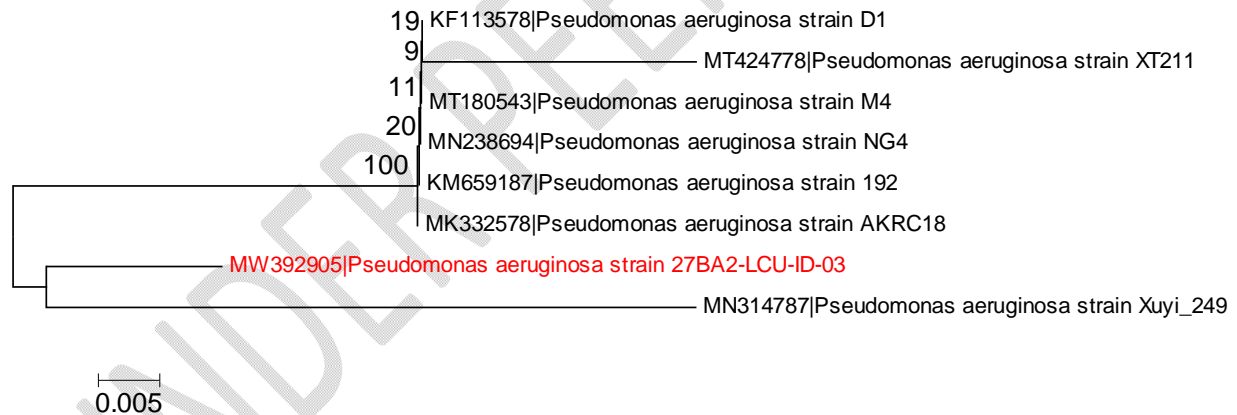 19 KF113578|Pseudomonas aeruginosa strain D1
9
MT424778|Pseudomonas aeruginosa strain XT211
11
MT180543|Pseudomonas aeruginosa strain M4
20
MN238694|Pseudomonas aeruginosa strain NG4
100
KM659187|Pseudomonas aeruginosa strain 192
MK332578|Pseudomonas aeruginosa strain AKRC18
MW392905|Pseudomonas aeruginosa strain 27BA2-LCU-ID-03
MN314787|Pseudomonas aeruginosa strain Xuyi_249
0.005
UNDER PEE